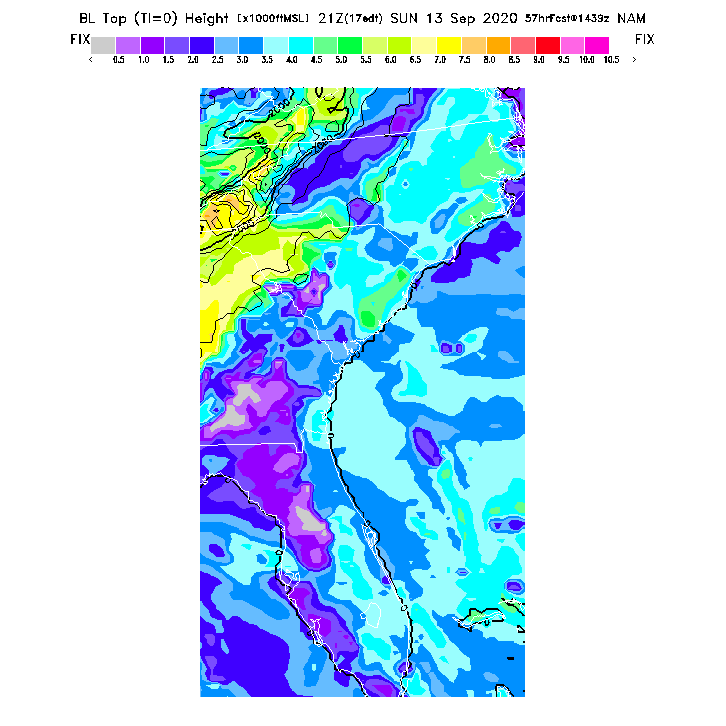 BL Top (TI=0) Height [x1000ftMSL] 21Z(17edt) SUN 13 Sep 2020 57hrFcst@1439z NAM
FIX FIX
< 0.5 1.0 1.5 2.0 2.5 3.0 3.5 4.0 4.5 5.0 5.5 6.0 6.5 7.0 7.5 8.0 8.5 9.0 9.5 10.0 10.5 >
2000
2000